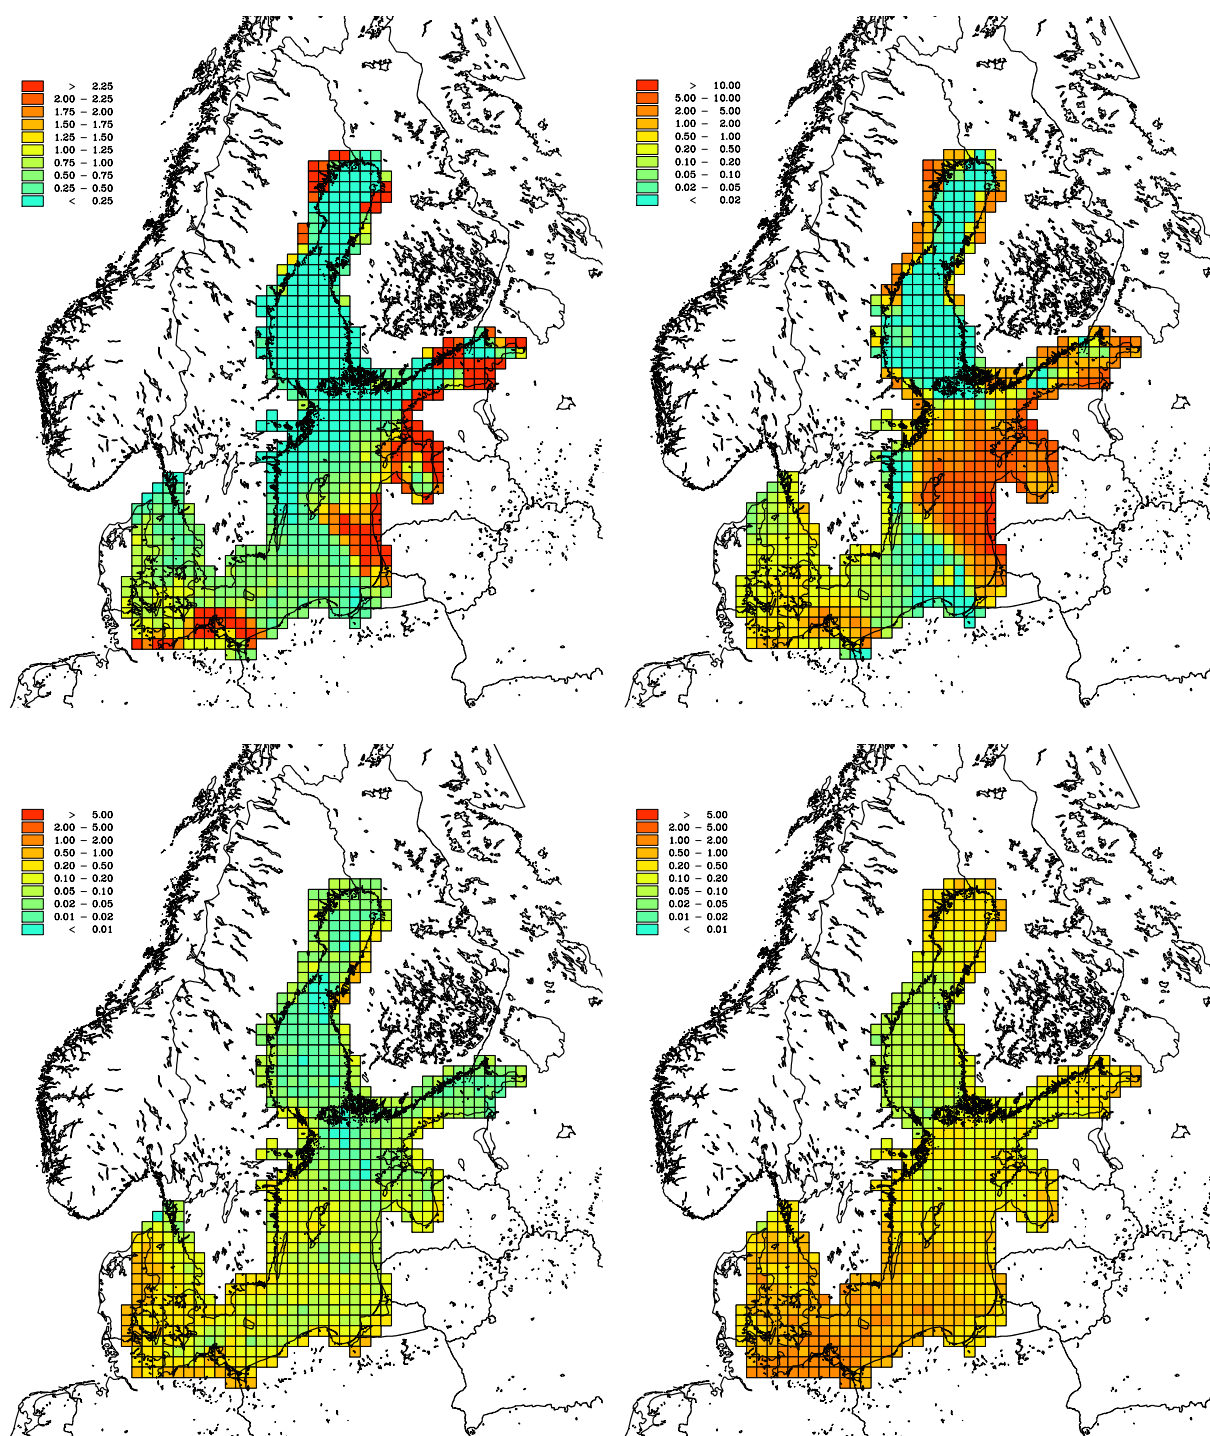 > 2.25
2.00 – 2.25
1.75 – 2.00
1.50 – 1.75
1.25 – 1.50
1.00 – 1.25
0.75 – 1.00
0.50 – 0.75
0.25 – 0.50
< 0.25
> 10.00
5.00 – 10.00
2.00 – 5.00
1.00 – 2.00
0.50 – 1.00
0.20 – 0.50
0.10 – 0.20
0.05 – 0.10
0.02 – 0.05
< 0.02
> 5.00
2.00 – 5.00
1.00 – 2.00
0.50 – 1.00
0.20 – 0.50
0.10 – 0.20
0.05 – 0.10
0.02 – 0.05
0.01 – 0.02
< 0.01
> 5.00
2.00 – 5.00
1.00 – 2.00
0.50 – 1.00
0.20 – 0.50
0.10 – 0.20
0.05 – 0.10
0.02 – 0.05
0.01 – 0.02
< 0.01